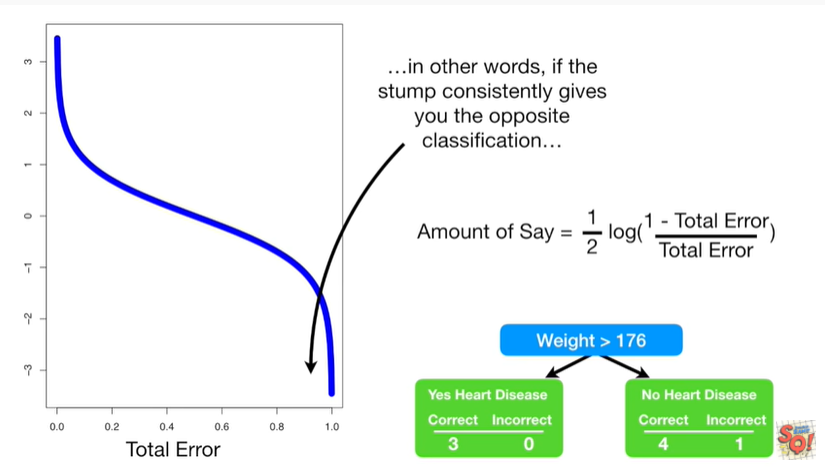 …in other words, if the
stump consistently gives
you the opposite
classification…
3
2
1
0
-1
-2
-3
0.0 0.2 0.4 0.6 0.8 1.0
Total Error
Amount of Say = 1/2 log(1 - Total Error / Total Error)
Weight > 176
Yes Heart Disease
Correct Incorrect
3 0
No Heart Disease
Correct Incorrect
4 1
SQ!